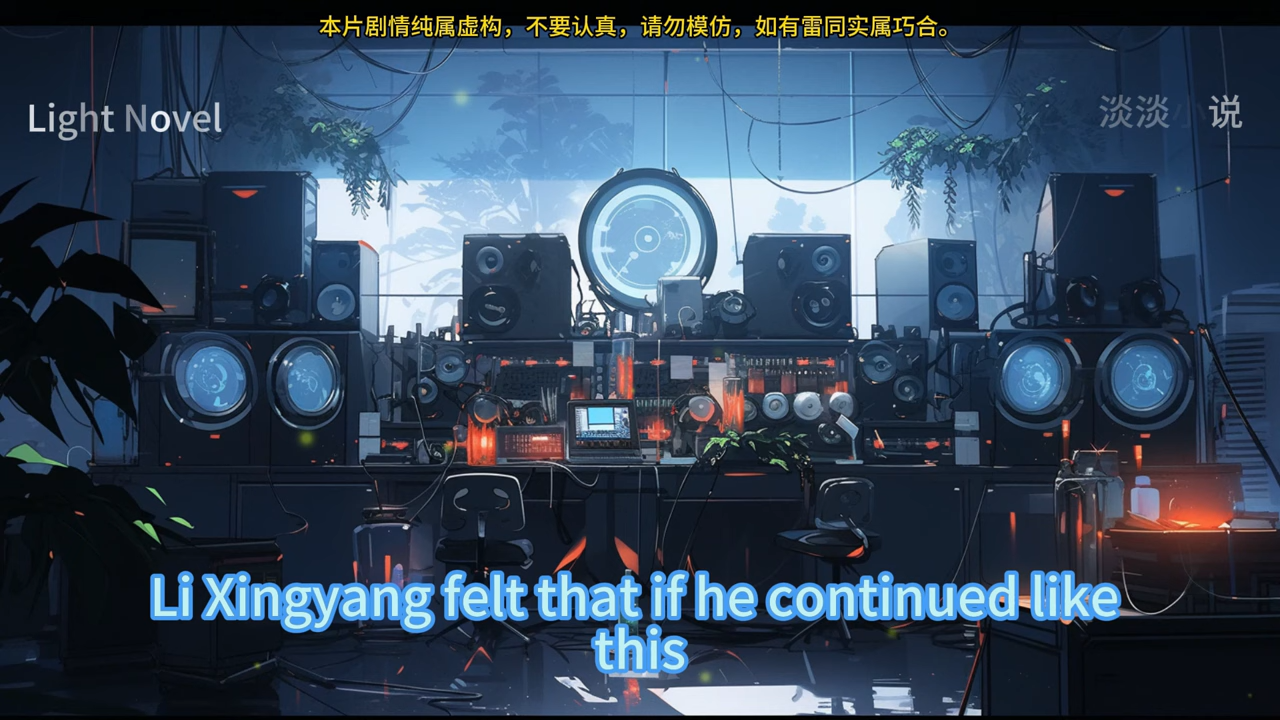 本片剧情纯属虚构，不要认真，请勿模仿，如有雷同实属巧合。
Light Novel
淡淡小说
Li Xingyang felt that if he continued like
this